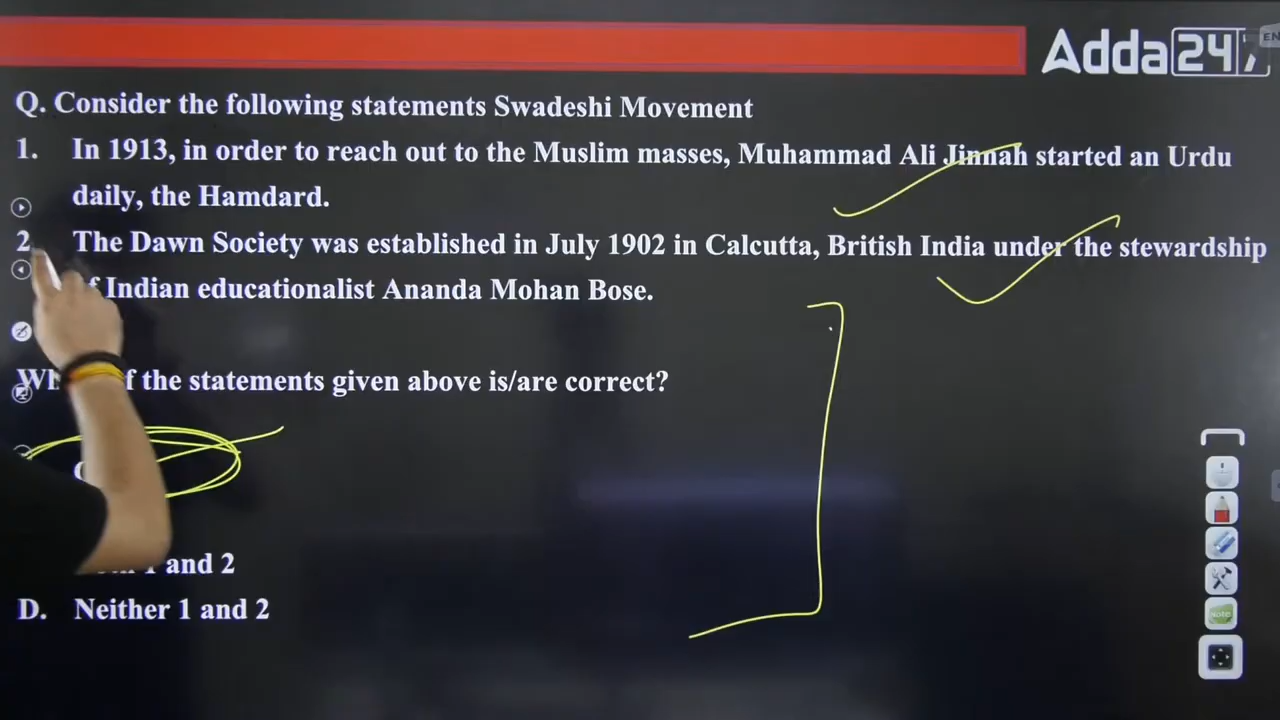 Adda247
EN
Q. Consider the following statements Swadeshi Movement
1. In 1913, in order to reach out to the Muslim masses, Muhammad Ali Jinnah started an Urdu
daily, the Hamdard.
2 The Dawn Society was established in July 1902 in Calcutta, British India under the stewardship
Indian educationalist Ananda Mohan Bose.
of the statements given above is/are correct?
1 and 2
D. Neither 1 and 2